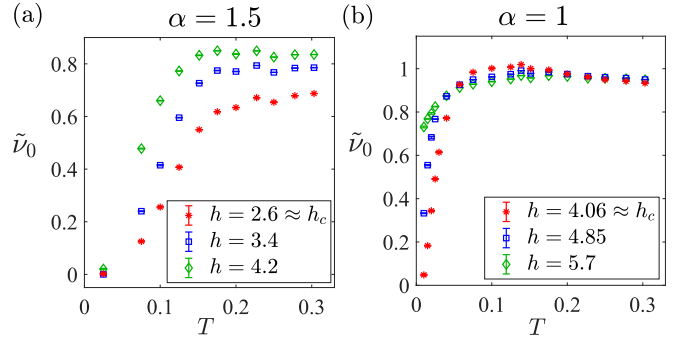 (a) α = 1.5
0.8
0.6
0.4
0.2
0
ν̃₀
h = 2.6 ≈ h_c
h = 3.4
h = 4.2
0 0.1 0.2 0.3
T
(b) α = 1
1
0.8
0.6
0.4
0.2
0
ν̃₀
h = 4.06 ≈ h_c
h = 4.85
h = 5.7
0 0.1 0.2 0.3
T